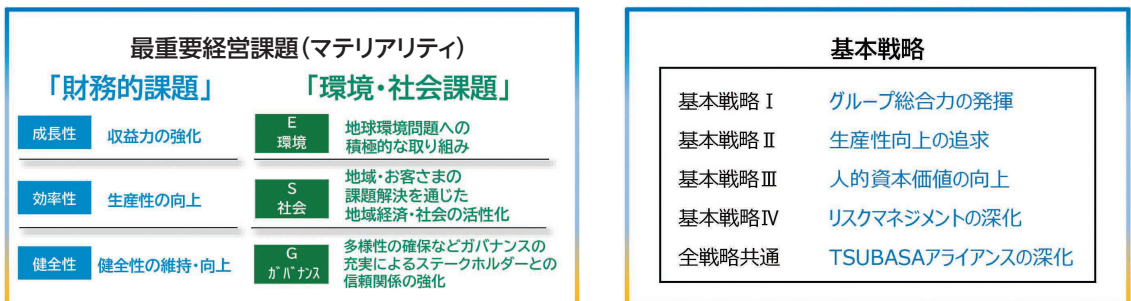 最重要経営課題(マテリアリティ)
「財務的課題」
「環境・社会課題」
成長性
収益力の強化
E
環境
地球環境問題への
積極的な取り組み
効率性
生産性の向上
S
社会
地域・お客さまの
課題解決を通じた
地域経済・社会の活性化
健全性
健全性の維持・向上
G
ガバナンス
多様性の確保などガバナンスの
充実によるステークホルダーとの
信頼関係の強化
基本戦略
基本戦略Ⅰ グループ総合力の発揮
基本戦略Ⅱ 生産性向上の追求
基本戦略Ⅲ 人的資本価値の向上
基本戦略Ⅳ リスクマネジメントの深化
全戦略共通 TSUBASAアライアンスの深化